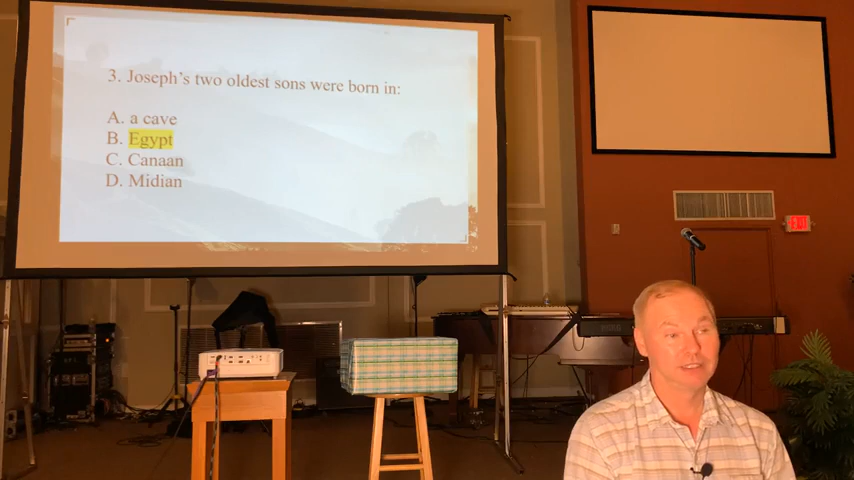 3. Joseph's two oldest sons were born in:
A. a cave
B. Egypt
C. Canaan
D. Midian